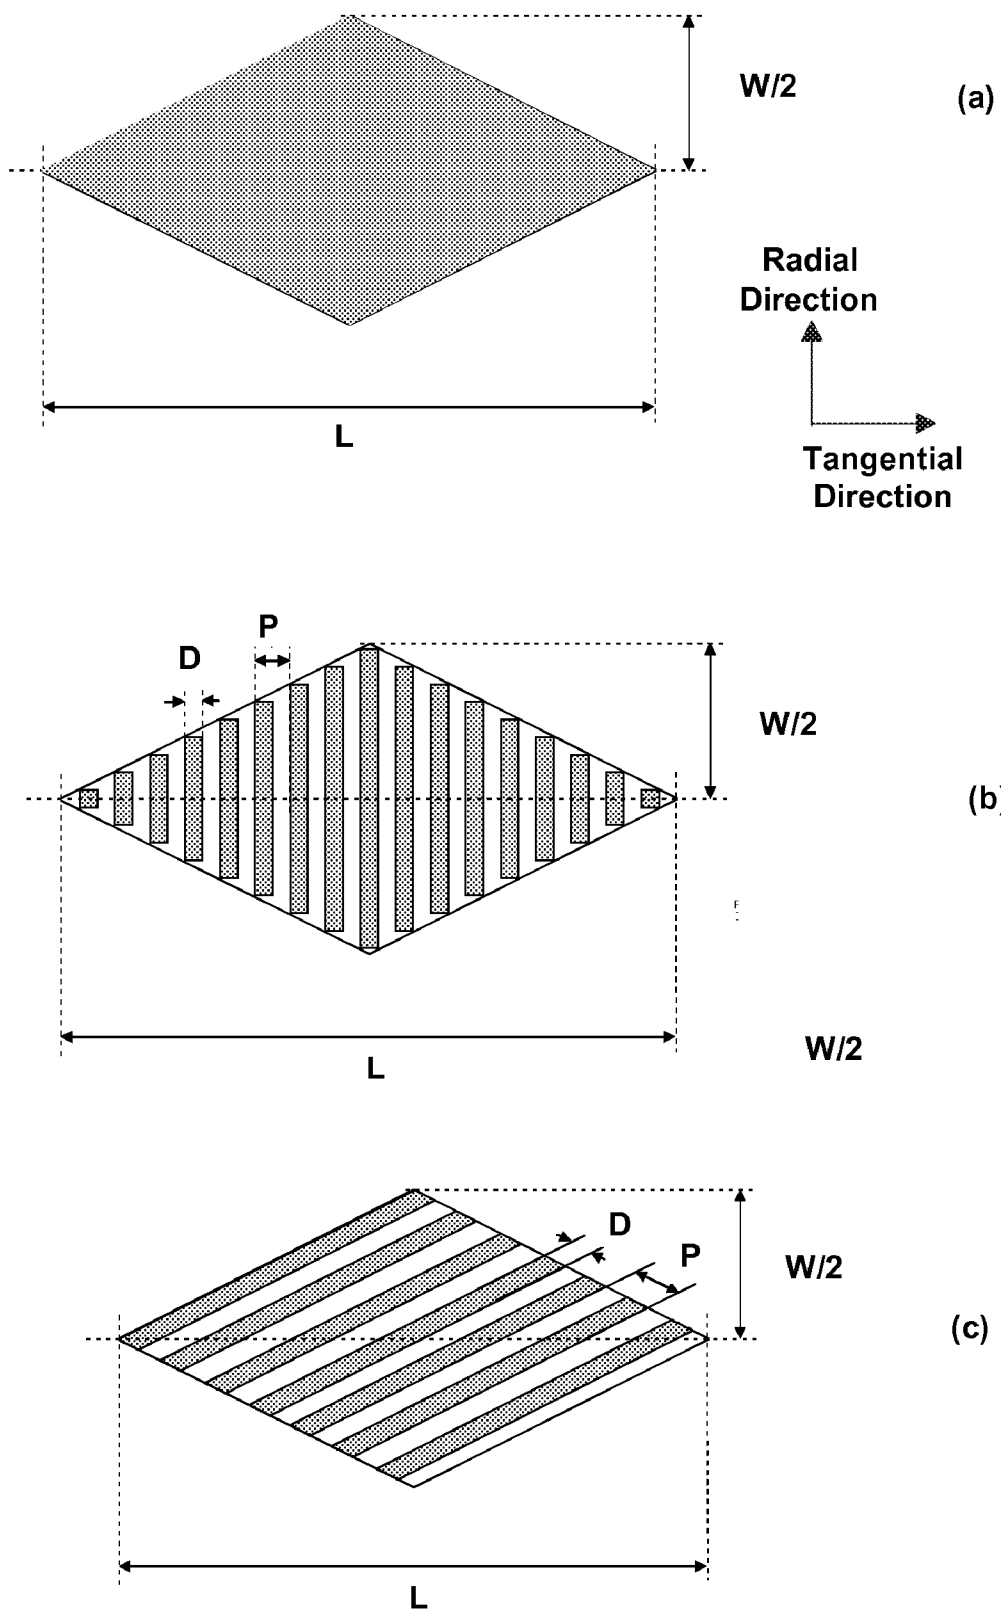 W/2
(a)
Radial
Direction
L
Tangential
Direction
P
D
W/2
(b)
L
W/2
D
P
W/2
(c)
L